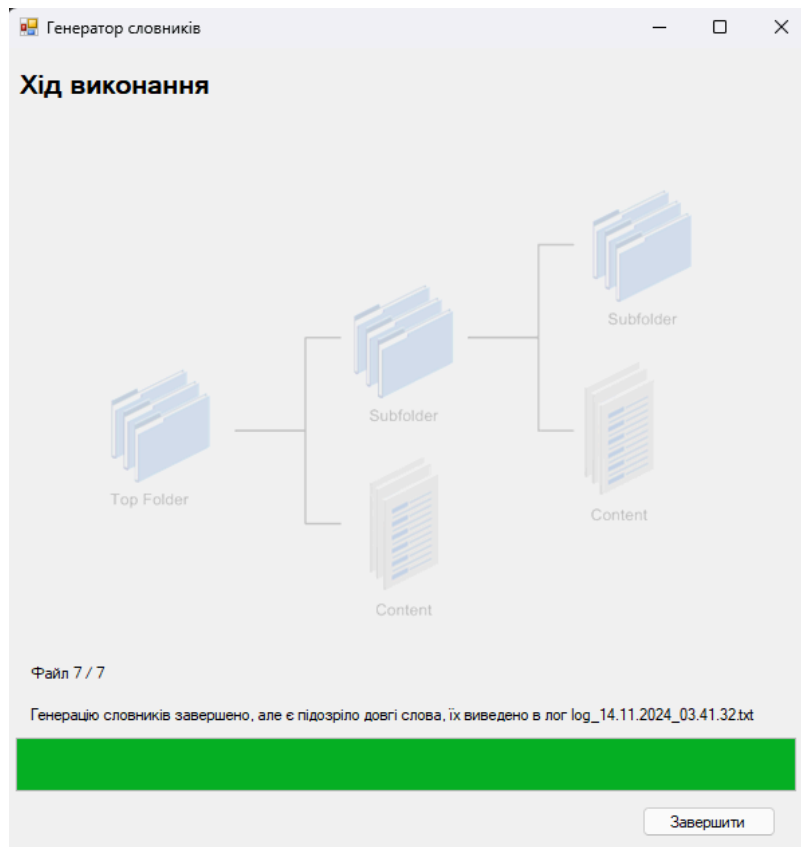 Генератор словників
Хід виконання
Subfolder
Subfolder
Top Folder
Content
Content
Файл 7 / 7
Генерацію словників завершено, але є підозріло довгі слова, їх виведено в лог log_14.11.2024_03.41.32.txt
Завершити